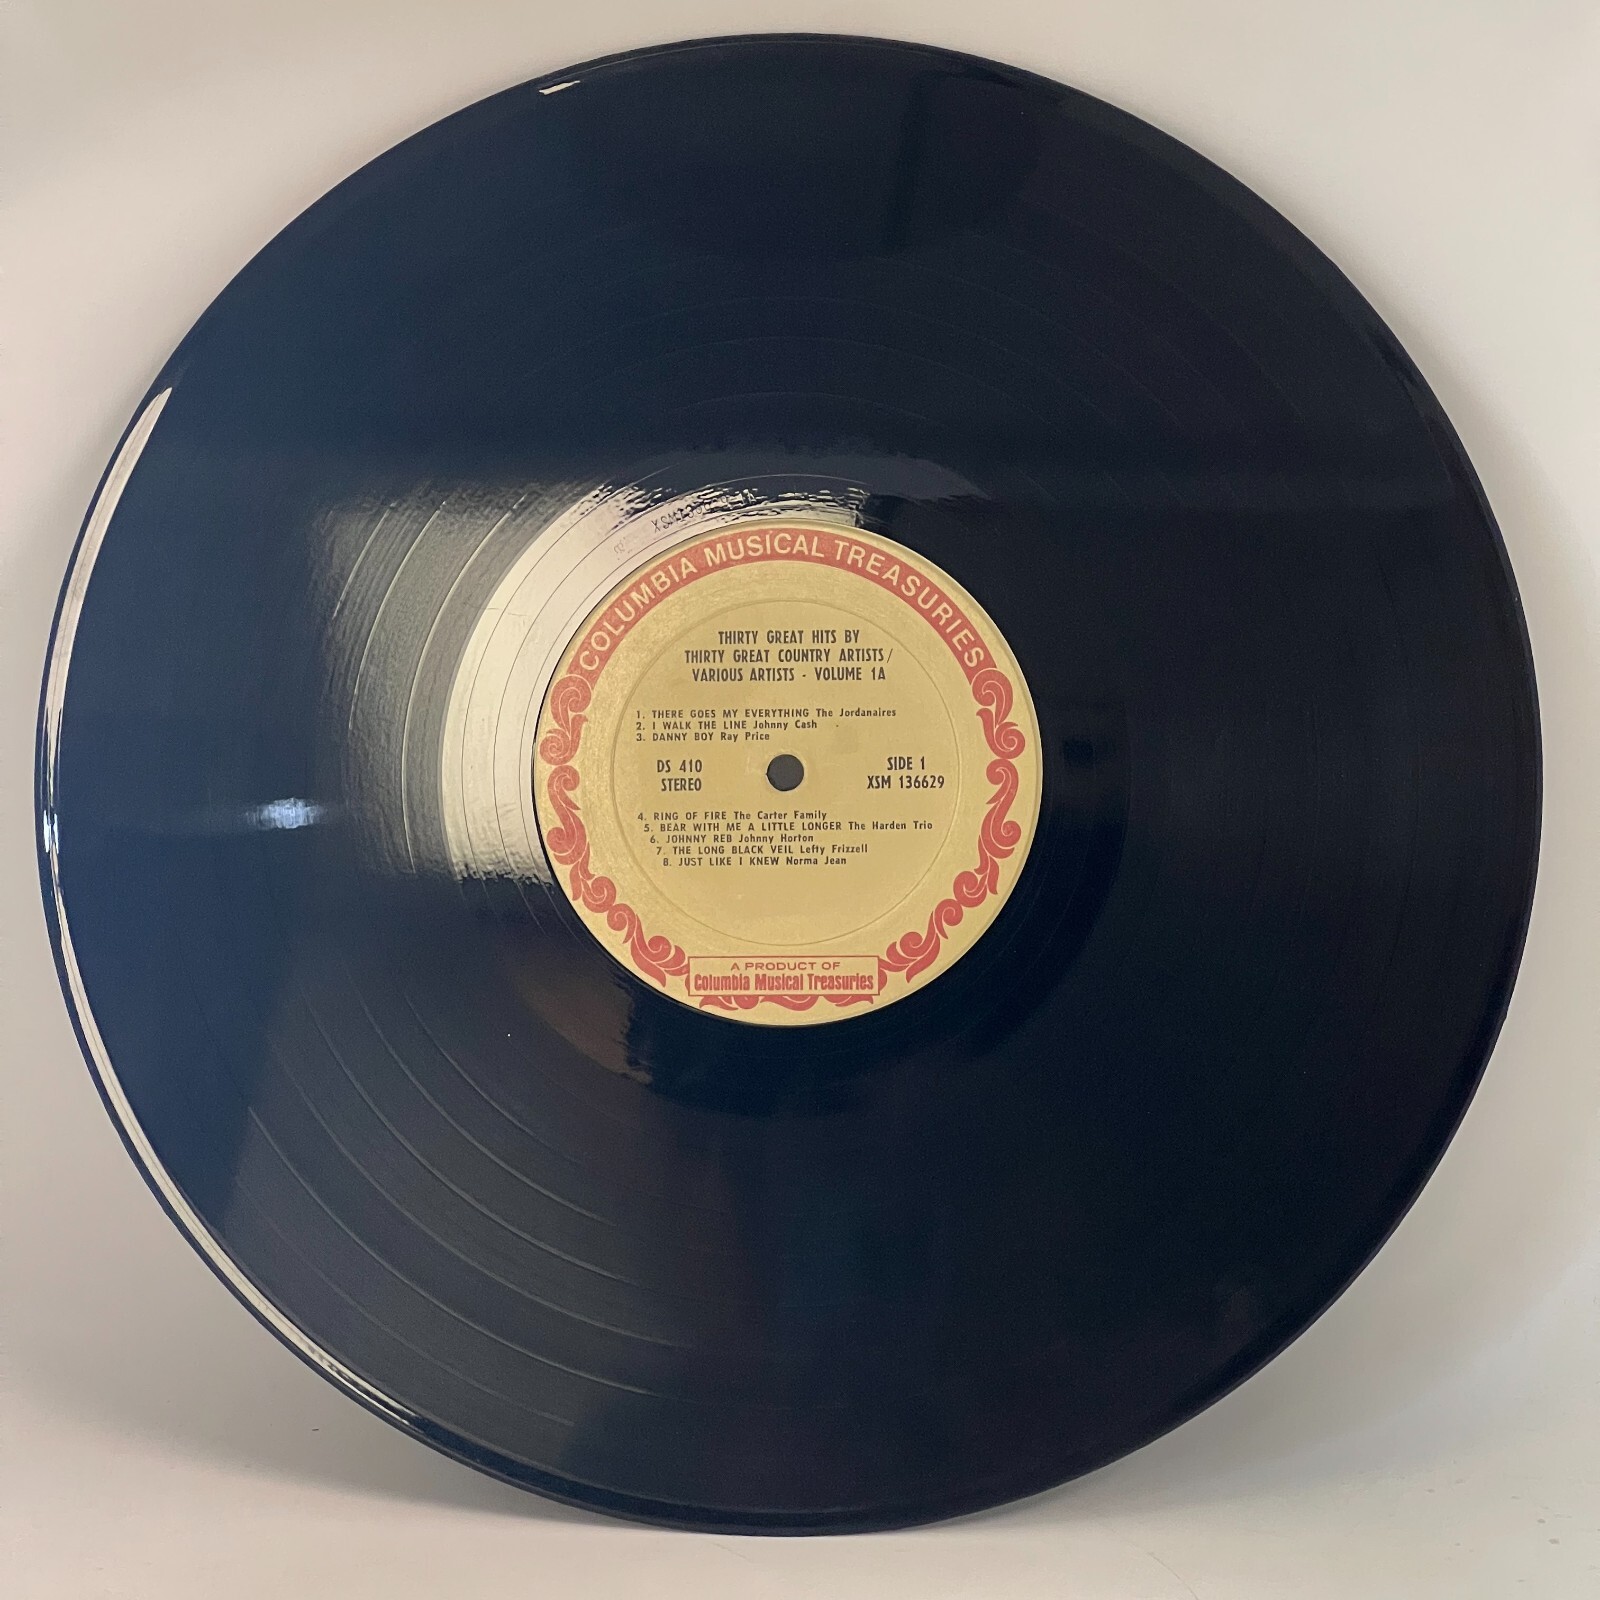 COLUMBIA MUSICAL TREASURIES
THIRTY GREAT HITS BY
THIRTY GREAT COUNTRY ARTISTS/
VARIOUS ARTISTS - VOLUME 1A
1. THERE GOES MY EVERYTHING The Jordanaires
2. I WALK THE LINE Johnny Cash
3. DANNY BOY Ray Price
DS 410
STEREO
SIDE 1
XSM 136629
4. RING OF FIRE The Carter Family
5. BEAR WITH ME A LITTLE LONGER The Harden Trio
6. JOHNNY REB Johnny Horton
7. THE LONG BLACK VEIL Lefty Frizzell
8. JUST LIKE I KNEW Norma Jean
A PRODUCT OF
Columbia Musical Treasuries